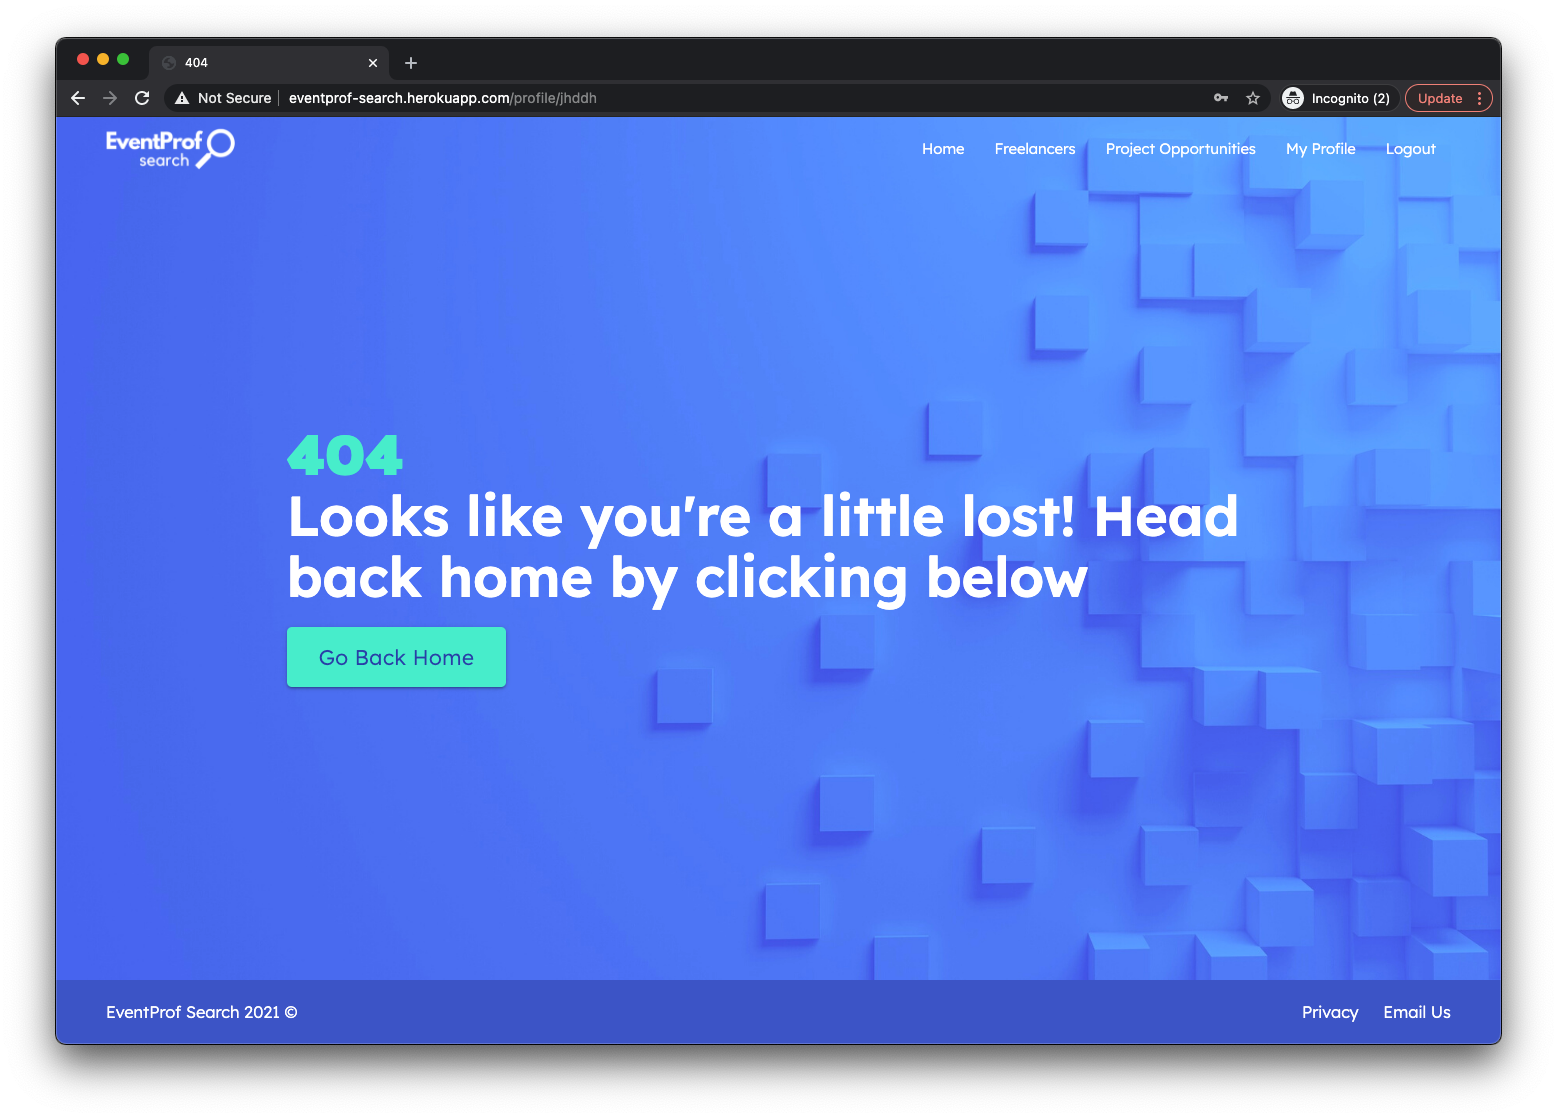 404
Not Secure eventprof-search.herokuapp.com/profile/jhddh Incognito (2) Update
EventProf
search
Home Freelancers Project Opportunities My Profile Logout
404
Looks like you're a little lost! Head
back home by clicking below
Go Back Home
EventProf Search 2021 © Privacy Email Us